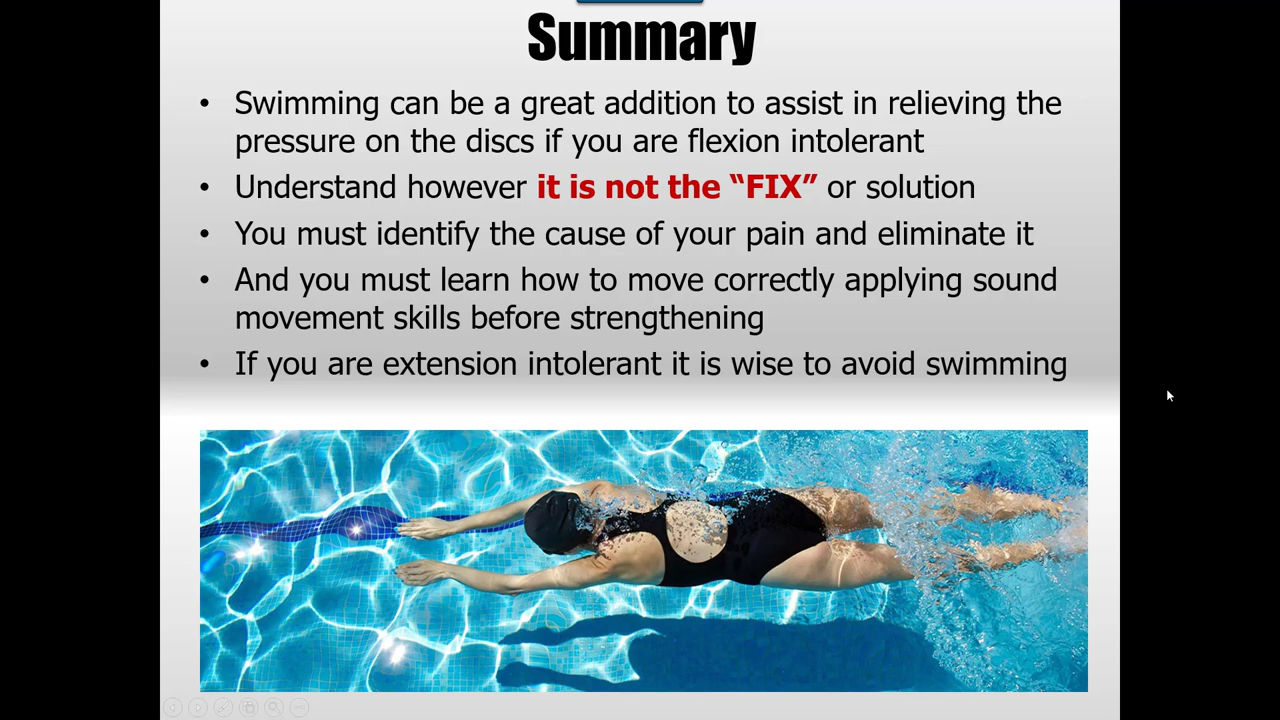 Summary
• Swimming can be a great addition to assist in relieving the
pressure on the discs if you are flexion intolerant
• Understand however it is not the “FIX” or solution
• You must identify the cause of your pain and eliminate it
• And you must learn how to move correctly applying sound
movement skills before strengthening
• If you are extension intolerant it is wise to avoid swimming